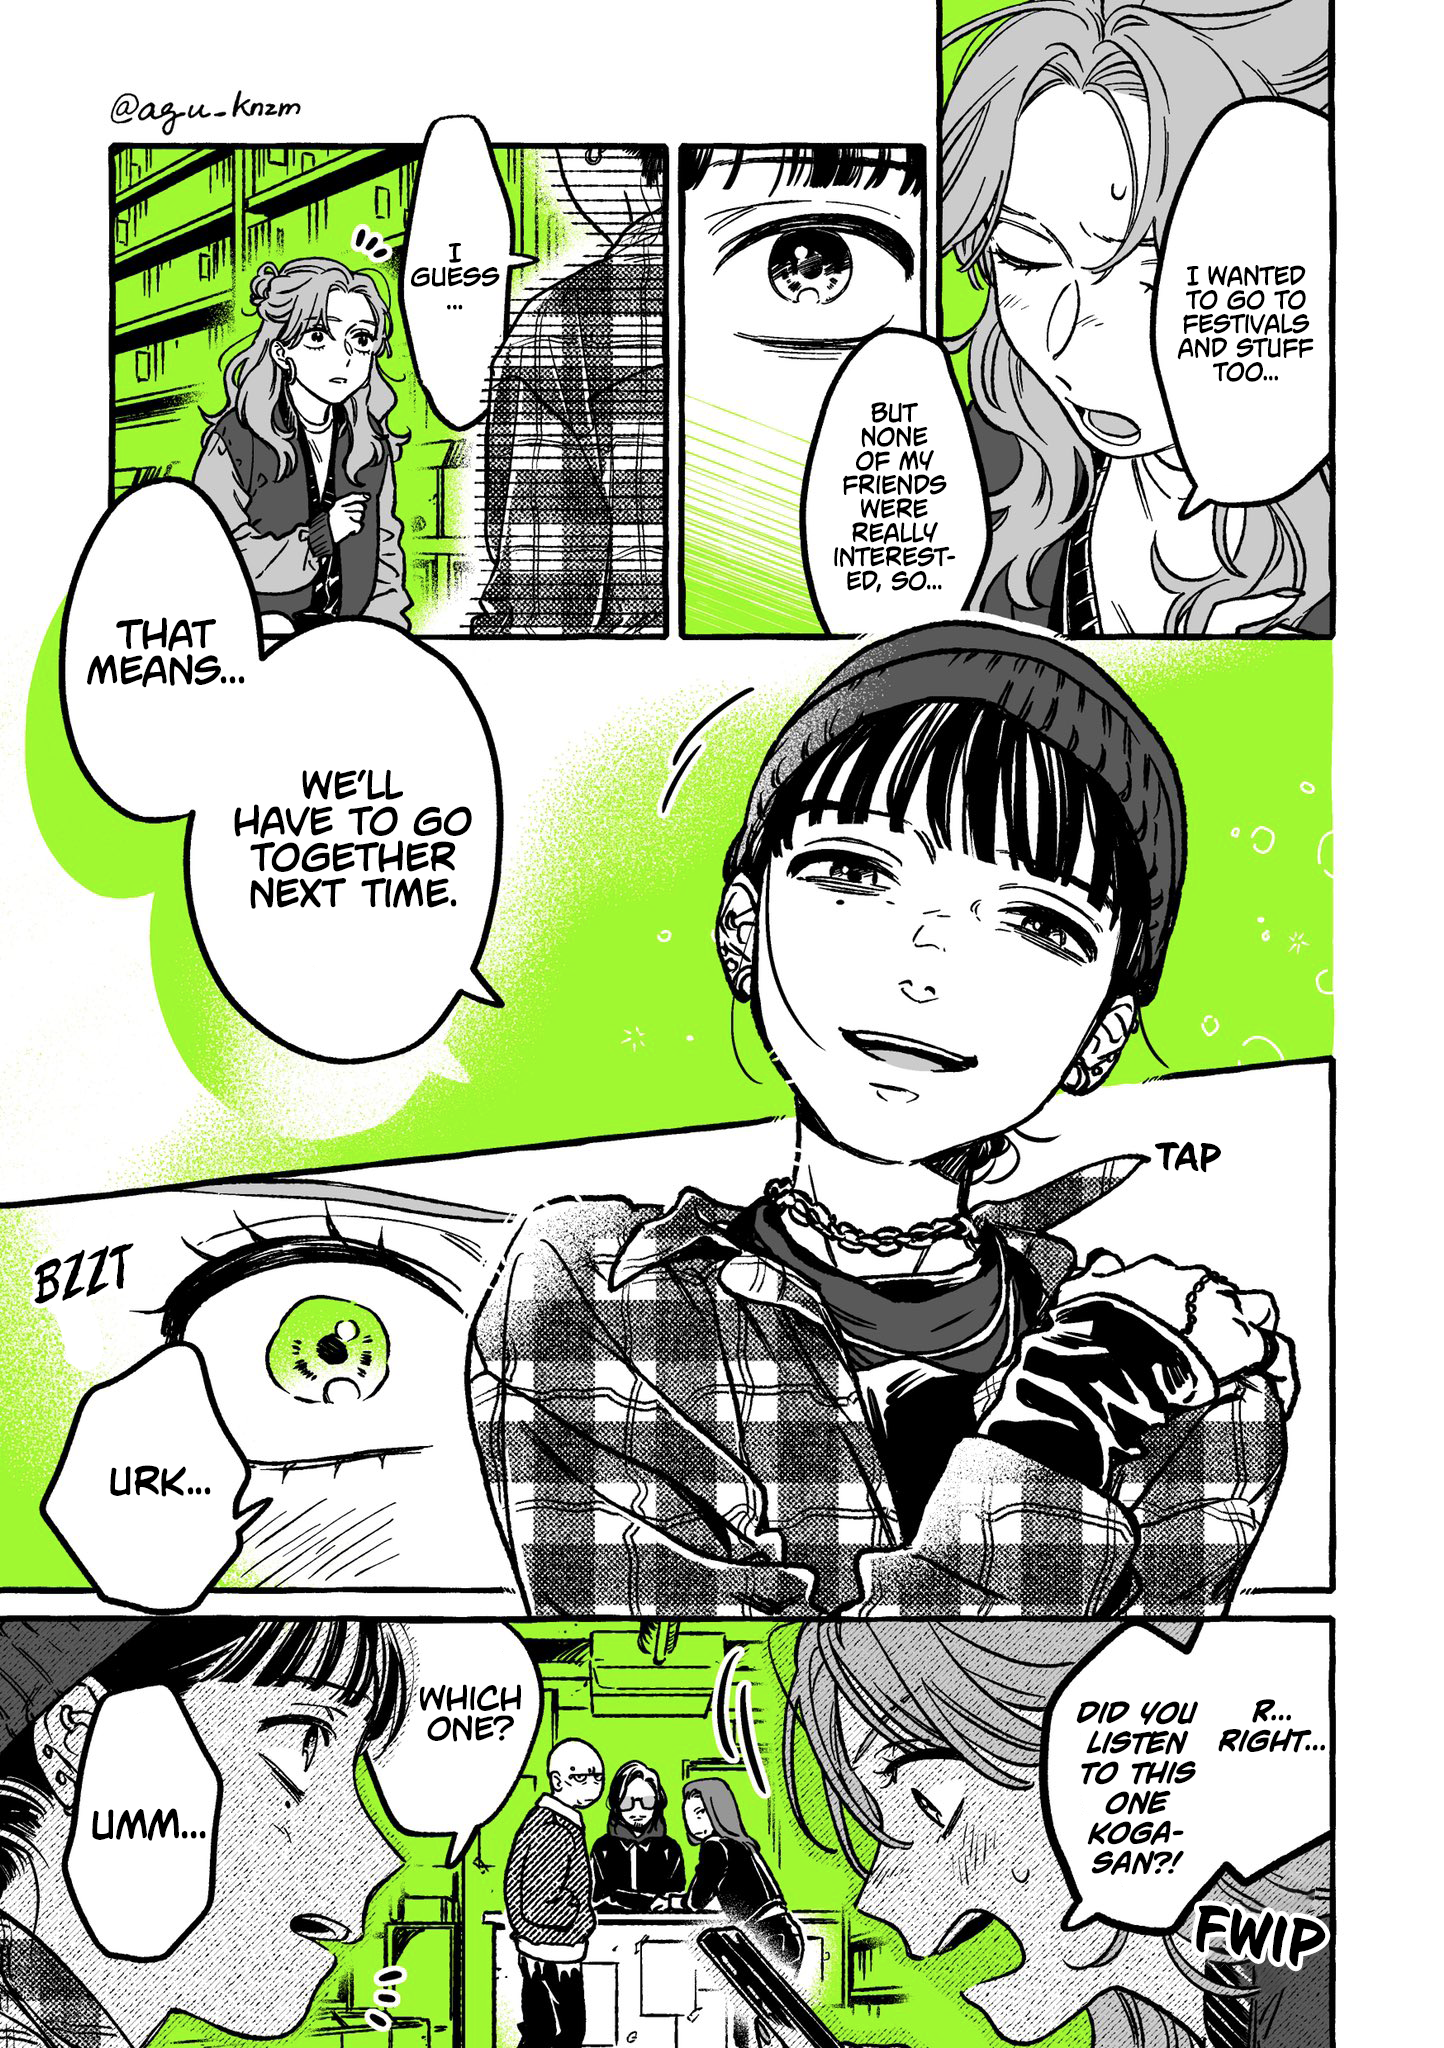 @agu_knzm
I WANTED
TO GO TO
FESTIVALS
AND STUFF
TOO...
BUT
NONE
OF MY
FRIENDS
WERE
REALLY
INTEREST-
ED, SO...
I
GUESS
...
THAT
MEANS...
WE'LL
HAVE TO GO
TOGETHER
NEXT TIME.
TAP
BZZT
URK...
R...
RIGHT...
DID YOU
LISTEN
TO THIS
ONE
KOGA-
SAN?!
FWIP
WHICH
ONE?
UMM...